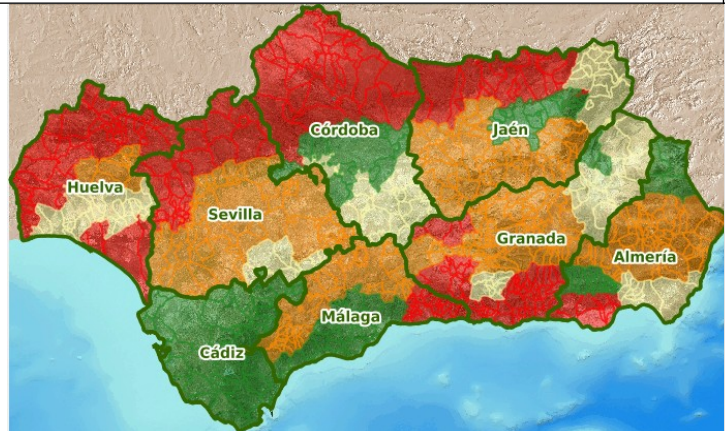 Córdoba
Jaén
Huelva
Sevilla
Granada
Almería
Málaga
Cádiz